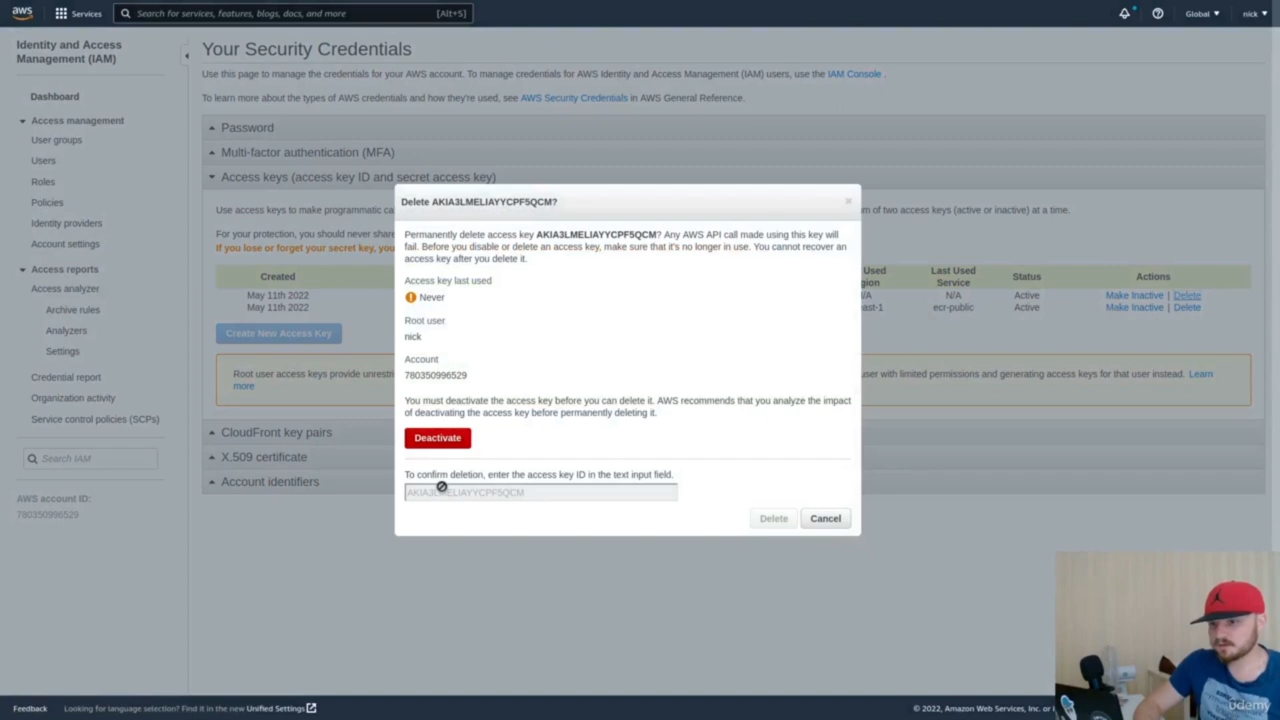 aws
Services
Search for services, features, blogs, docs, and more
[Alt+S]
Global
nick
Identity and Access
Management (IAM)
Dashboard
Access management
User groups
Users
Roles
Policies
Identity providers
Account settings
Access reports
Access analyzer
Archive rules
Analyzers
Settings
Credential report
Organization activity
Service control policies (SCPs)
Search IAM
AWS account ID:
780350996529
Your Security Credentials
Use this page to manage the credentials for your AWS account. To manage credentials for AWS Identity and Access Management (IAM) users, use the IAM Console .
To learn more about the types of AWS credentials and how they're used, see AWS Security Credentials in AWS General Reference.
Password
Multi-factor authentication (MFA)
Access keys (access key ID and secret access key)
Use access keys to make programmatic ca
m of two access keys (active or inactive) at a time.
For your protection, you should never share
If you lose or forget your secret key, you
Created
Used
gion
Last Used
Service
Status
Actions
May 11th 2022
/A
N/A
Active
Make Inactive | Delete
May 11th 2022
east-1
ecr-public
Active
Make Inactive | Delete
Create New Access Key
Root user access keys provide unrestr
user with limited permissions and generating access keys for that user instead. Learn
more
CloudFront key pairs
X.509 certificate
Account identifiers
Delete AKIA3LMELIAYYCPF5QCM?
×
Permanently delete access key AKIA3LMELIAYYCPF5QCM? Any AWS API call made using this key will
fail. Before you disable or delete an access key, make sure that it's no longer in use. You cannot recover an
access key after you delete it.
Access key last used
Never
Root user
nick
Account
780350996529
You must deactivate the access key before you can delete it. AWS recommends that you analyze the impact
of deactivating the access key before permanently deleting it.
Deactivate
To confirm deletion, enter the access key ID in the text input field.
AKIA3LMELIAYYCPF5QCM
Delete
Cancel
Feedback
Looking for language selection? Find it in the new Unified Settings
© 2022, Amazon Web Services, Inc. or
udemy